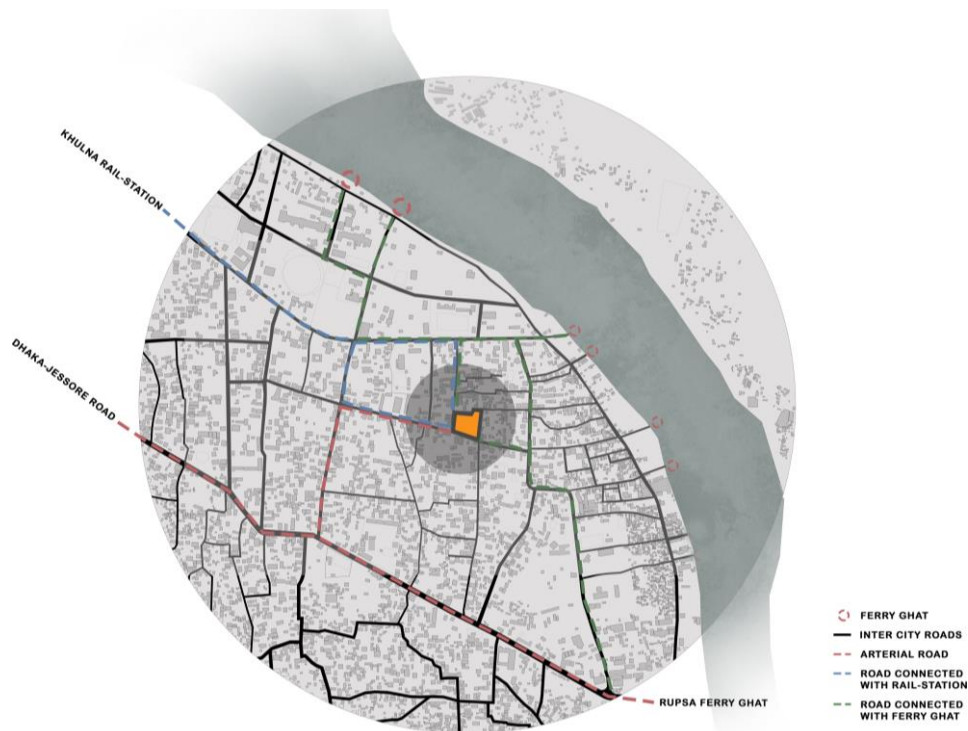 KHULNA RAIL-STATION
DHAKA-JESSORE ROAD
RUPSA FERRY GHAT
FERRY GHAT
INTER CITY ROADS
ARTERIAL ROAD
ROAD CONNECTED
WITH RAIL-STATION
ROAD CONNECTED
WITH FERRY GHAT